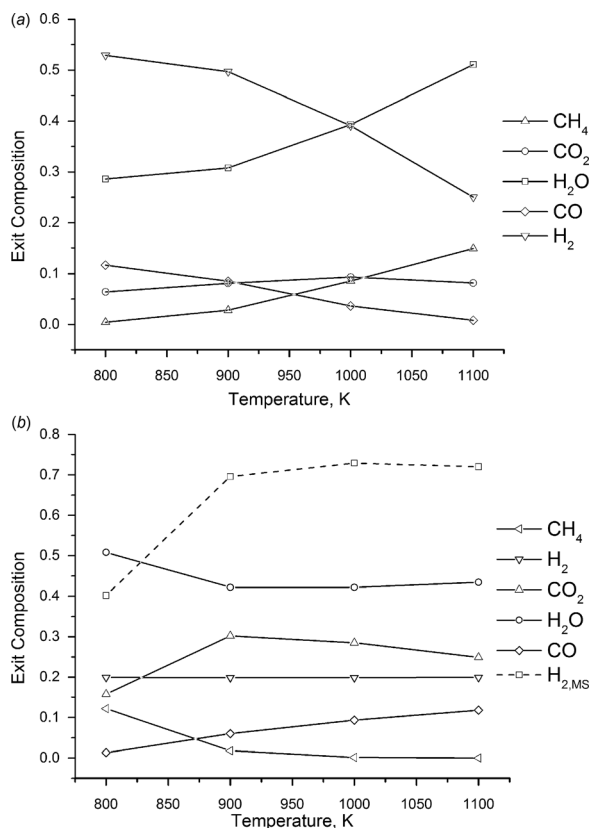 (a)
0.6
0.5
0.4
0.3
0.2
0.1
0.0
Exit Composition
800 850 900 950 1000 1050 1100
Temperature, K
CH4
CO2
H2O
CO
H2
(b)
0.8
0.7
0.6
0.5
0.4
0.3
0.2
0.1
0.0
Exit Composition
800 850 900 950 1000 1050 1100
Temperature, K
CH4
H2
CO2
H2O
CO
H2,MS